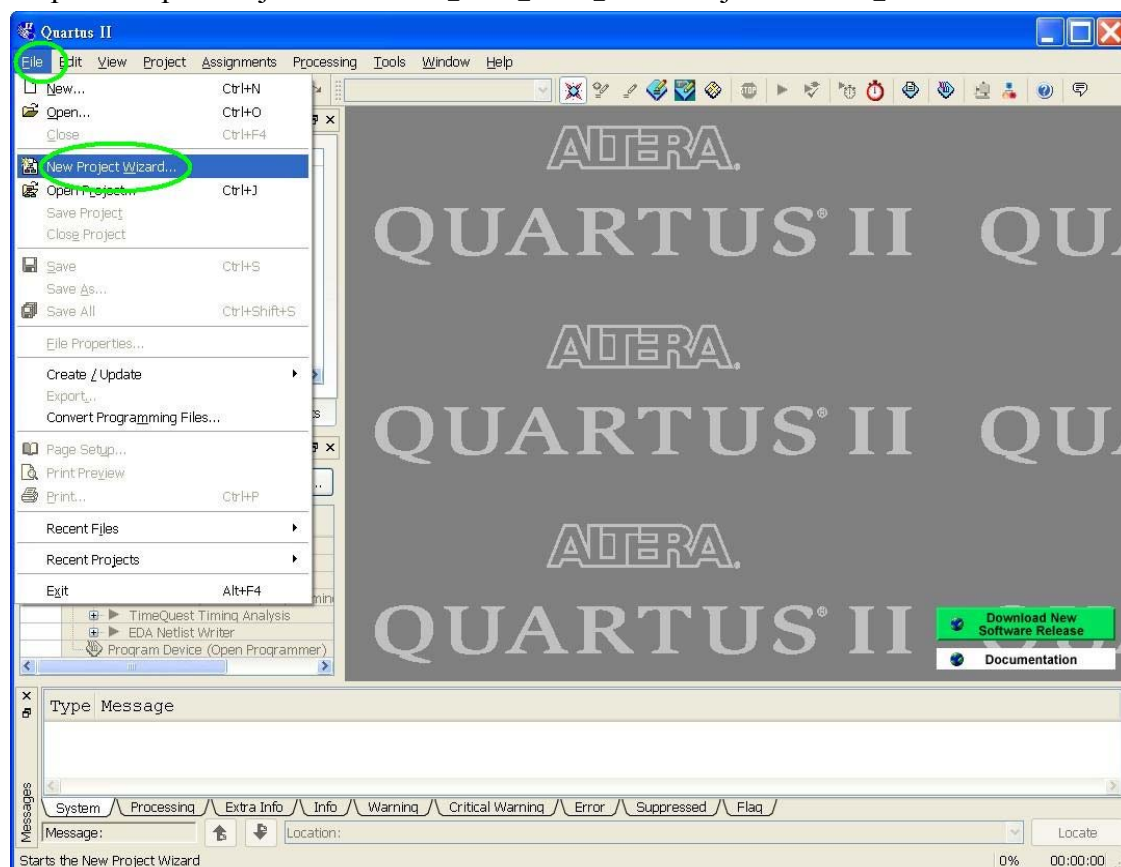 Quartus II
File Edit View Project Assignments Processing Tools Window Help
New... Ctrl+N
Open... Ctrl+O
Close Ctrl+F4
New Project Wizard...
Open Project... Ctrl+J
Save Project
Close Project
Save Ctrl+S
Save As...
Save All Ctrl+Shift+S
File Properties...
Create / Update
Export...
Convert Programming Files...
Page Setup...
Print Preview
Print... Ctrl+P
Recent Files
Recent Projects
Exit Alt+F4
TimeQuest Timing Analysis
EDA Netlist Writer
Program Device (Open Programmer)
ALTERA.
QUARTUS® II QU
ALTERA.
QUARTUS® II QU
ALTERA.
QUARTUS® II
Download New
Software Release
Documentation
Type Message
Messages
System Processing Extra Info Info Warning Critical Warning Error Suppressed Flag
Message: Location: Locate
Starts the New Project Wizard 0% 00:00:00